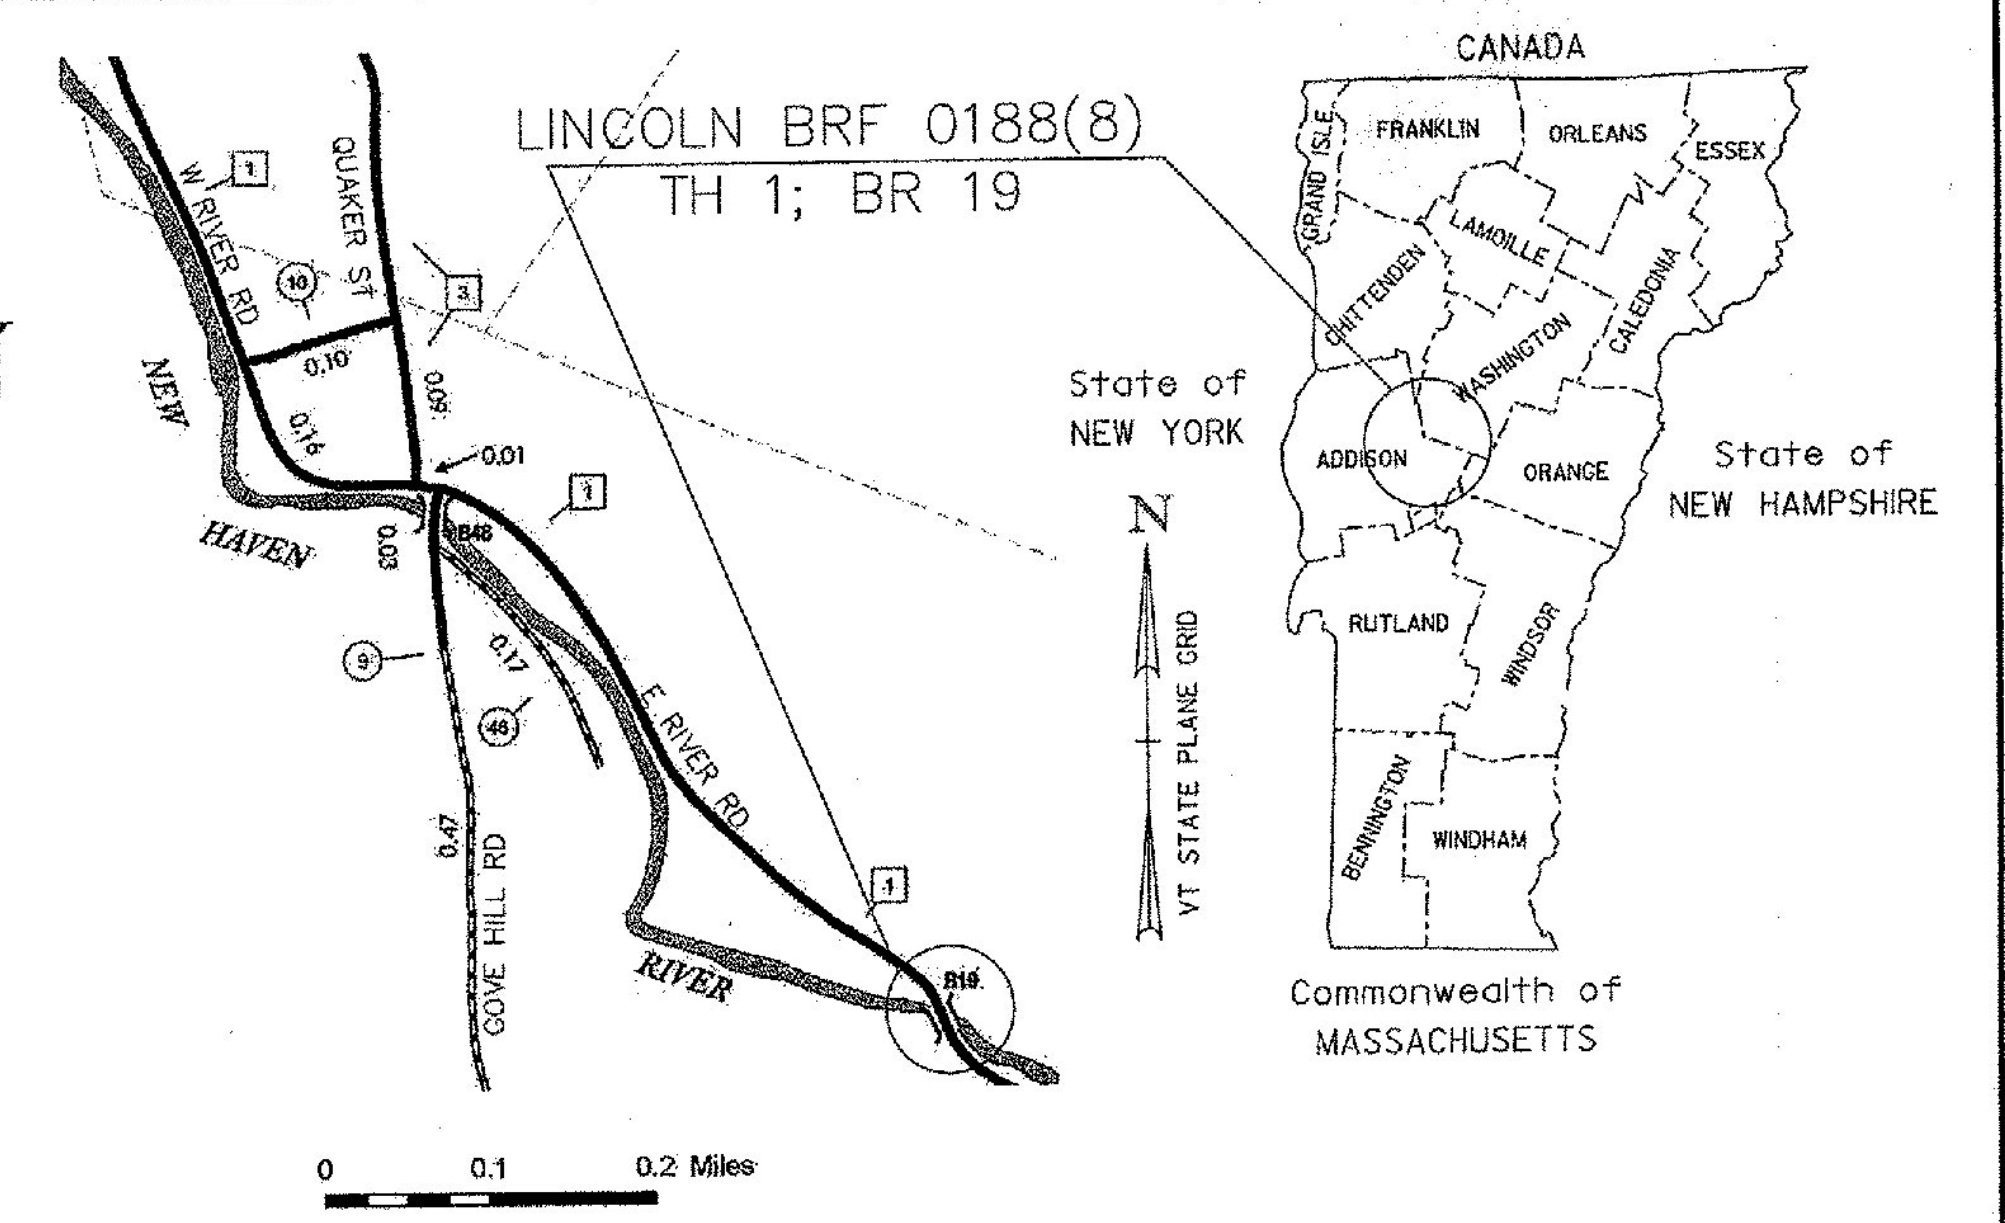 LINCOLN BRF 0188(8)
TH 1; BR 19
W RIVER RD
1
QUAKER ST
10
3
0.10
0.09
0.16
0.01
1
NEW
HAVEN
0.03
B48
9
0.17
46
E RIVER RD
0.47
GOVE HILL RD
1
RIVER
B19
0
0.1
0.2 Miles
CANADA
GRAND ISLE
FRANKLIN
ORLEANS
ESSEX
LAMOILLE
CHITTENDEN
CALEDONIA
WASHINGTON
State of
NEW YORK
ADDISON
ORANGE
State of
NEW HAMPSHIRE
N
VT STATE PLANE GRID
RUTLAND
WINDSOR
BENNINGTON
WINDHAM
Commonwealth of
MASSACHUSETTS